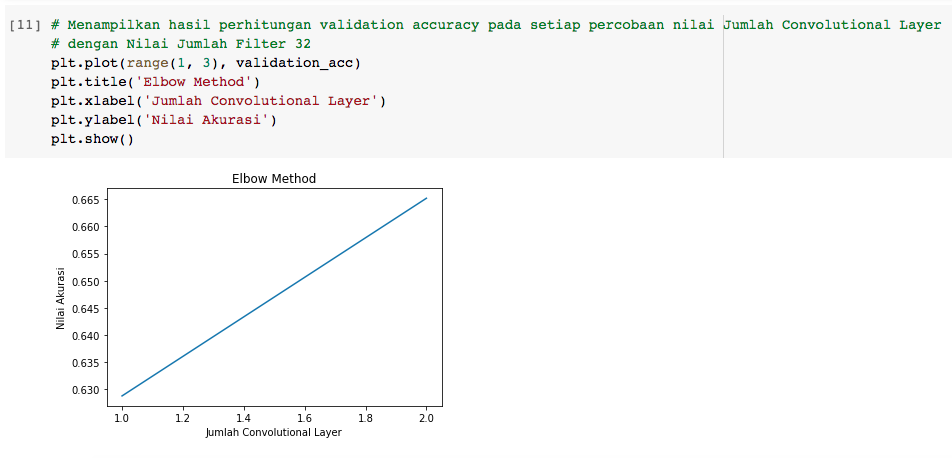 [11] # Menampilkan hasil perhitungan validation accuracy pada setiap percobaan nilai Jumlah Convolutional Layer
# dengan Nilai Jumlah Filter 32
plt.plot(range(1, 3), validation_acc)
plt.title('Elbow Method')
plt.xlabel('Jumlah Convolutional Layer')
plt.ylabel('Nilai Akurasi')
plt.show()
Elbow Method
0.665
0.660
0.655
0.650
0.645
0.640
0.635
0.630
Nilai Akurasi
1.0 1.2 1.4 1.6 1.8 2.0
Jumlah Convolutional Layer